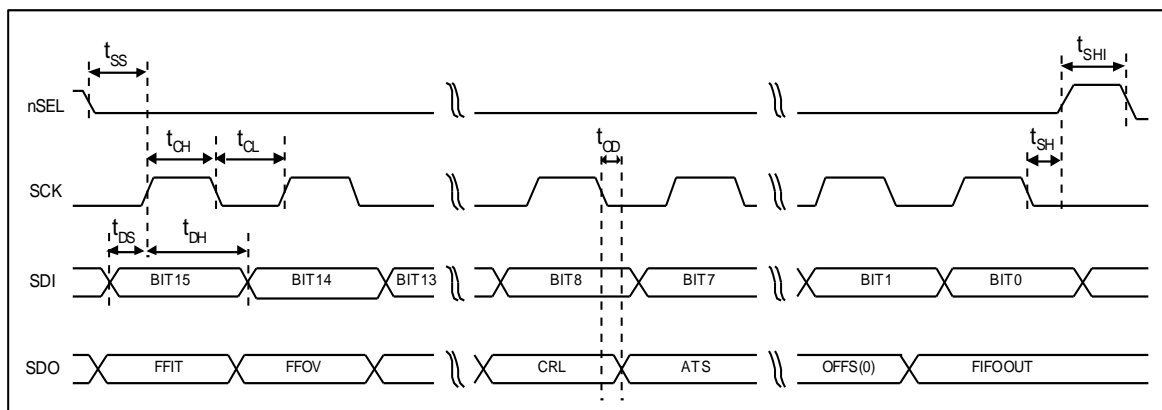 tSS
tSHI
nSEL
tCH
tCL
tOD
tSH
SCK
tDS
tDH
SDI BIT15 BIT14 BIT13 BIT8 BIT7 BIT1 BIT0
SDO FFIT FFOV CRL ATS OFFS(0) FIFOOUT